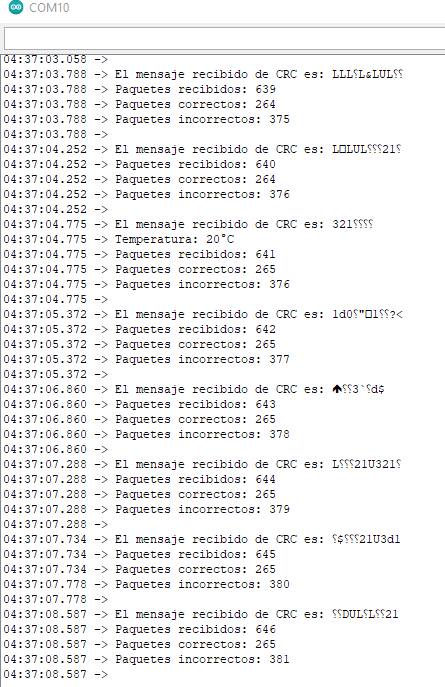 COM10
04:37:03.058 ->
04:37:03.788 -> El mensaje recibido de CRC es: LLL⸮L&LUL⸮⸮
04:37:03.788 -> Paquetes recibidos: 639
04:37:03.788 -> Paquetes correctos: 264
04:37:03.788 -> Paquetes incorrectos: 375
04:37:03.788 ->
04:37:04.252 -> El mensaje recibido de CRC es: L□LUL⸮⸮⸮21⸮
04:37:04.252 -> Paquetes recibidos: 640
04:37:04.252 -> Paquetes correctos: 264
04:37:04.252 -> Paquetes incorrectos: 376
04:37:04.252 ->
04:37:04.775 -> El mensaje recibido de CRC es: 321⸮⸮⸮⸮
04:37:04.775 -> Temperatura: 20°C
04:37:04.775 -> Paquetes recibidos: 641
04:37:04.775 -> Paquetes correctos: 265
04:37:04.775 -> Paquetes incorrectos: 376
04:37:04.775 ->
04:37:05.372 -> El mensaje recibido de CRC es: 1d0⸮"□1⸮⸮?<
04:37:05.372 -> Paquetes recibidos: 642
04:37:05.372 -> Paquetes correctos: 265
04:37:05.372 -> Paquetes incorrectos: 377
04:37:05.372 ->
04:37:06.860 -> El mensaje recibido de CRC es: 🡅⸮⸮3`⸮d$
04:37:06.860 -> Paquetes recibidos: 643
04:37:06.860 -> Paquetes correctos: 265
04:37:06.860 -> Paquetes incorrectos: 378
04:37:06.860 ->
04:37:07.288 -> El mensaje recibido de CRC es: L⸮⸮⸮21U321⸮
04:37:07.288 -> Paquetes recibidos: 644
04:37:07.288 -> Paquetes correctos: 265
04:37:07.288 -> Paquetes incorrectos: 379
04:37:07.288 ->
04:37:07.734 -> El mensaje recibido de CRC es: ⸮$⸮⸮⸮21U3d1
04:37:07.734 -> Paquetes recibidos: 645
04:37:07.734 -> Paquetes correctos: 265
04:37:07.778 -> Paquetes incorrectos: 380
04:37:07.778 ->
04:37:08.587 -> El mensaje recibido de CRC es: ⸮⸮DUL⸮L⸮⸮21
04:37:08.587 -> Paquetes recibidos: 646
04:37:08.587 -> Paquetes correctos: 265
04:37:08.587 -> Paquetes incorrectos: 381
04:37:08.587 ->